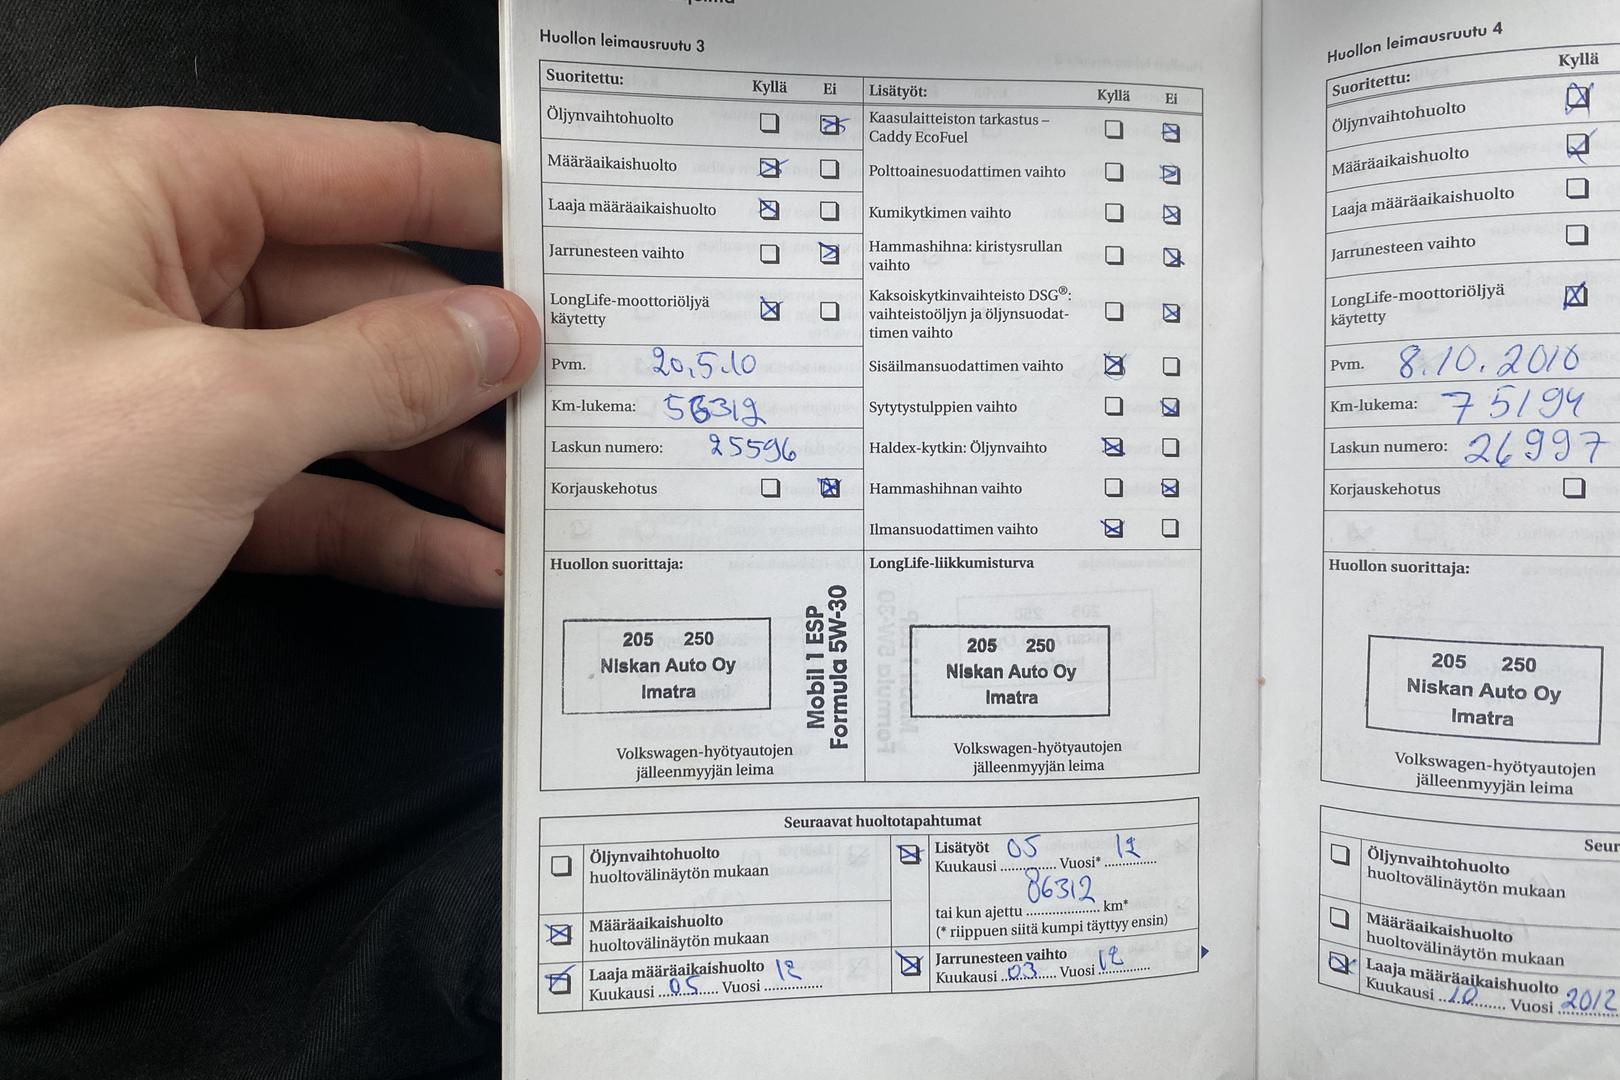 Huollon leimausruutu 3
Suoritettu: Kyllä Ei
Öljynvaihtohuolto
Määräaikaishuolto
Laaja määräaikaishuolto
Jarrunesteen vaihto
LongLife-moottoriöljyä
käytetty
Pvm. 20.5.10
Km-lukema: 56312
Laskun numero: 25596
Korjauskehotus
Lisätyöt: Kyllä Ei
Kaasulaitteiston tarkastus –
Caddy EcoFuel
Polttoainesuodattimen vaihto
Kumikytkimen vaihto
Hammashihna: kiristysrullan
vaihto
Kaksoiskytkinvaihteisto DSG®:
vaihteistoöljyn ja öljynsuodat-
timen vaihto
Sisäilmansuodattimen vaihto
Sytytystulppien vaihto
Haldex-kytkin: Öljynvaihto
Hammashihnan vaihto
Ilmansuodattimen vaihto
Huollon suorittaja:
205 250
Niskan Auto Oy
Imatra
Mobil 1 ESP
Formula 5W-30
Volkswagen-hyötyautojen
jälleenmyyjän leima
LongLife-liikkumisturva
205 250
Niskan Auto Oy
Imatra
Volkswagen-hyötyautojen
jälleenmyyjän leima
Seuraavat huoltotapahtumat
Öljynvaihtohuolto
huoltovälinäytön mukaan
Määräaikaishuolto
huoltovälinäytön mukaan
Laaja määräaikaishuolto
Kuukausi 05 Vuosi 12
Lisätyöt
Kuukausi 05 Vuosi* 12
86312
tai kun ajettu km*
(* riippuen siitä kumpi täyttyy ensin)
Jarrunesteen vaihto
Kuukausi 03 Vuosi 12
Huollon leimausruutu 4
Suoritettu: Kyllä
Öljynvaihtohuolto
Määräaikaishuolto
Laaja määräaikaishuolto
Jarrunesteen vaihto
LongLife-moottoriöljyä
käytetty
Pvm. 8.10.2010
Km-lukema: 75194
Laskun numero: 26997
Korjauskehotus
Huollon suorittaja:
205 250
Niskan Auto Oy
Imatra
Volkswagen-hyötyautojen
jälleenmyyjän leima
Seur
Öljynvaihtohuolto
huoltovälinäytön mukaan
Määräaikaishuolto
huoltovälinäytön mukaan
Laaja määräaikaishuolto
Kuukausi 10 Vuosi 2012